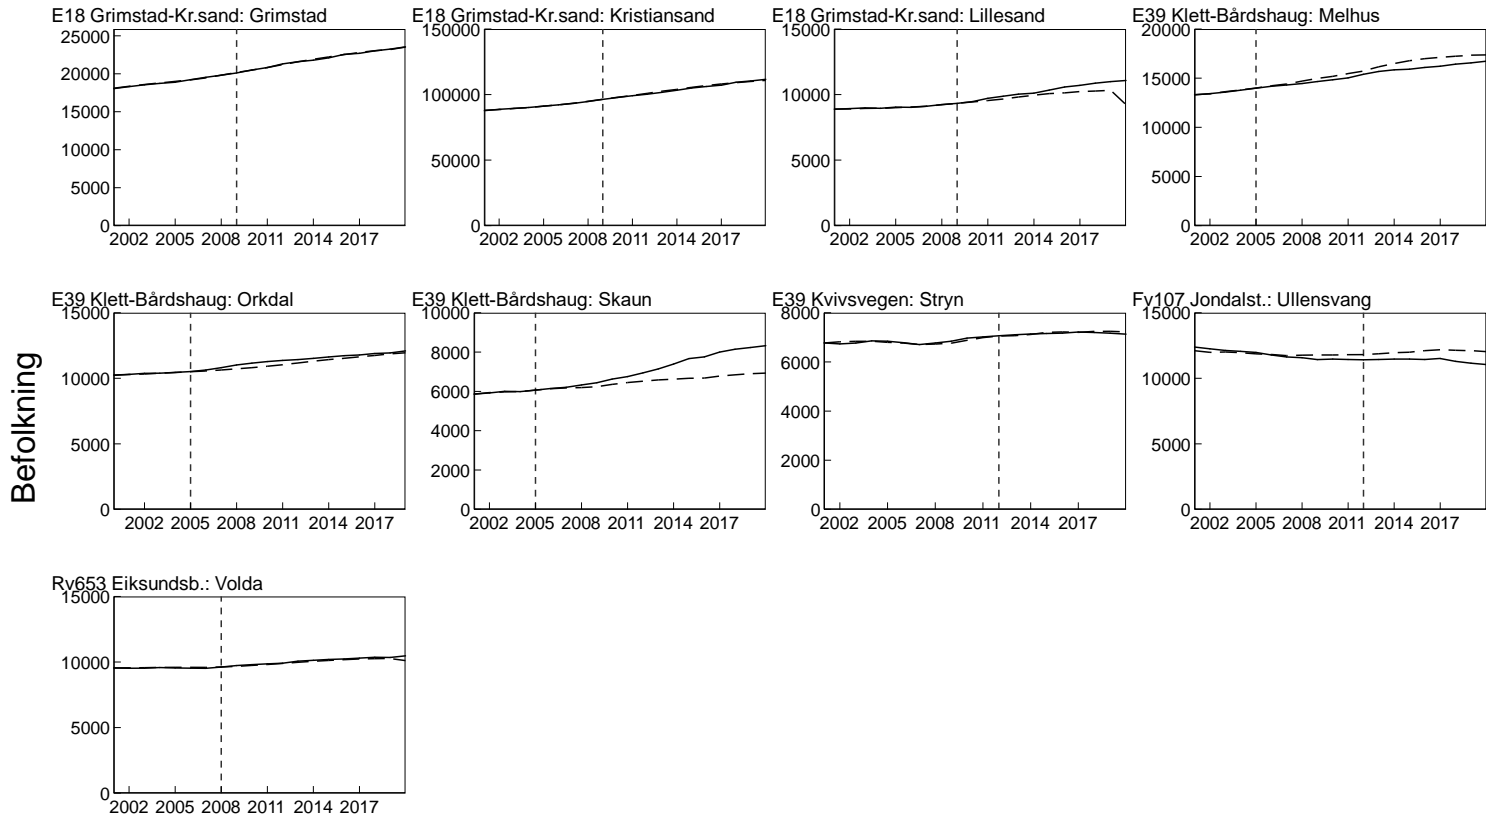 E18 Grimstad-Kr.sand: Grimstad
25000
20000
15000
10000
5000
0
2002 2005 2008 2011 2014 2017
E18 Grimstad-Kr.sand: Kristiansand
150000
100000
50000
0
2002 2005 2008 2011 2014 2017
E18 Grimstad-Kr.sand: Lillesand
15000
10000
5000
0
2002 2005 2008 2011 2014 2017
E39 Klett-Bårdshaug: Melhus
20000
15000
10000
5000
0
2002 2005 2008 2011 2014 2017
Befolkning
E39 Klett-Bårdshaug: Orkdal
15000
10000
5000
0
2002 2005 2008 2011 2014 2017
E39 Klett-Bårdshaug: Skaun
10000
8000
6000
4000
2000
0
2002 2005 2008 2011 2014 2017
E39 Kvivsvegen: Stryn
8000
6000
4000
2000
0
2002 2005 2008 2011 2014 2017
Fv107 Jondalst.: Ullensvang
15000
10000
5000
0
2002 2005 2008 2011 2014 2017
Rv653 Eiksundsb.: Volda
15000
10000
5000
0
2002 2005 2008 2011 2014 2017